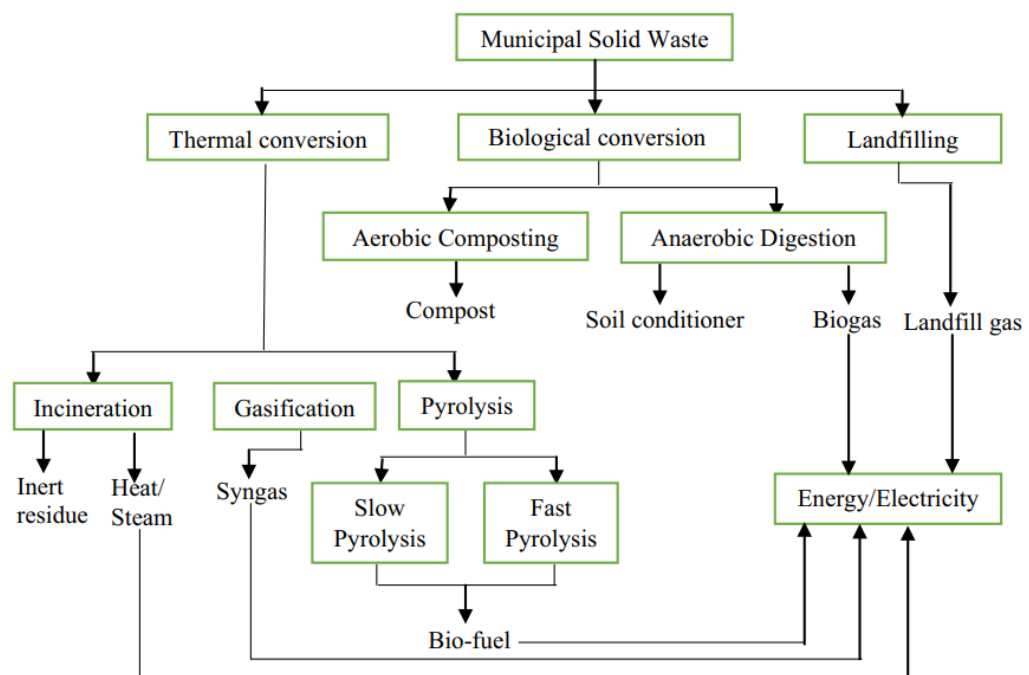 Municipal Solid Waste
Thermal conversion
Biological conversion
Landfilling
Aerobic Composting
Anaerobic Digestion
Compost
Soil conditioner
Biogas
Landfill gas
Incineration
Gasification
Pyrolysis
Inert
residue
Heat/
Steam
Syngas
Slow
Pyrolysis
Fast
Pyrolysis
Energy/Electricity
Bio-fuel